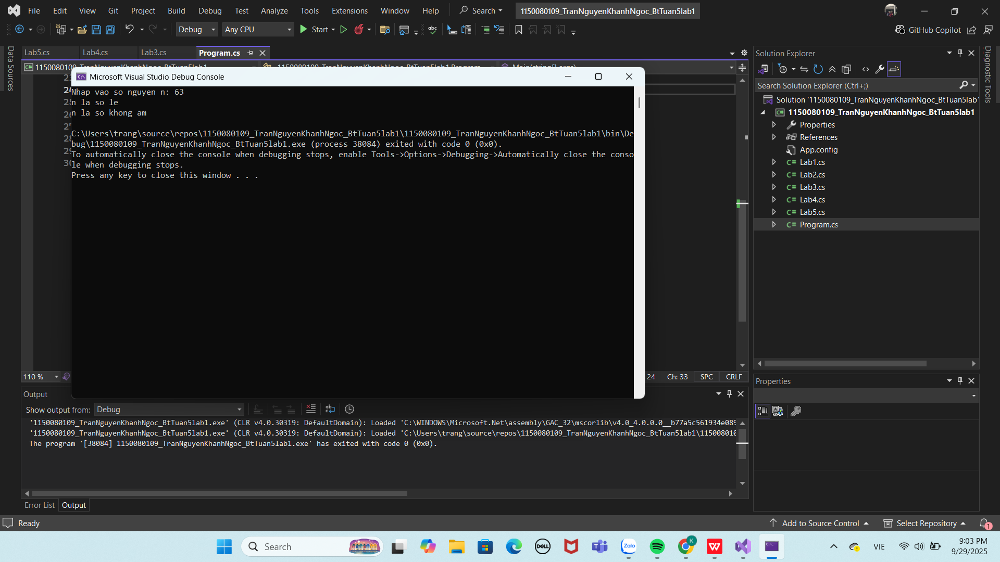 File Edit View Git Project Build Debug Test Analyze Tools Extensions Window Help Search 1150080109_TranNguyenKhanhNgoc_BtTuan5lab1
Debug Any CPU Start GitHub Copilot
Data Sources
Lab5.cs Lab4.cs Lab3.cs Program.cs
Microsoft Visual Studio Debug Console
Nhap vao so nguyen n: 63
n la so le
n la so khong am
C:\Users\trang\source\repos\1150080109_TranNguyenKhanhNgoc_BtTuan5lab1\1150080109_TranNguyenKhanhNgoc_BtTuan5lab1\bin\De
bug\1150080109_TranNguyenKhanhNgoc_BtTuan5lab1.exe (process 38084) exited with code 0 (0x0).
To automatically close the console when debugging stops, enable Tools->Options->Debugging->Automatically close the conso
le when debugging stops.
Press any key to close this window . . .
110 %
24 Ch: 33 SPC CRLF
Output
Show output from: Debug
'1150080109_TranNguyenKhanhNgoc_BtTuan5lab1.exe' (CLR v4.0.30319: DefaultDomain): Loaded 'C:\WINDOWS\Microsoft.Net\assembly\GAC_32\mscorlib\v4.0_4.0.0.0__b77a5c561934e089
'1150080109_TranNguyenKhanhNgoc_BtTuan5lab1.exe' (CLR v4.0.30319: DefaultDomain): Loaded 'C:\Users\trang\source\repos\1150080109_TranNguyenKhanhNgoc_BtTuan5lab1\115008010
The program '[38084] 1150080109_TranNguyenKhanhNgoc_BtTuan5lab1.exe' has exited with code 0 (0x0).
Error List Output
Solution Explorer
Search Solution Explorer (Ctrl+;)
Solution '1150080109_TranNguyenKhanhNgoc_BtTuan5lab1'
1150080109_TranNguyenKhanhNgoc_BtTuan5lab1
Properties
References
App.config
C# Lab1.cs
C# Lab2.cs
C# Lab3.cs
C# Lab4.cs
C# Lab5.cs
C# Program.cs
Properties
Diagnostic Tools
Ready Add to Source Control Select Repository 1
Search DELL Zalo K VIE 9:03 PM
9/29/2025